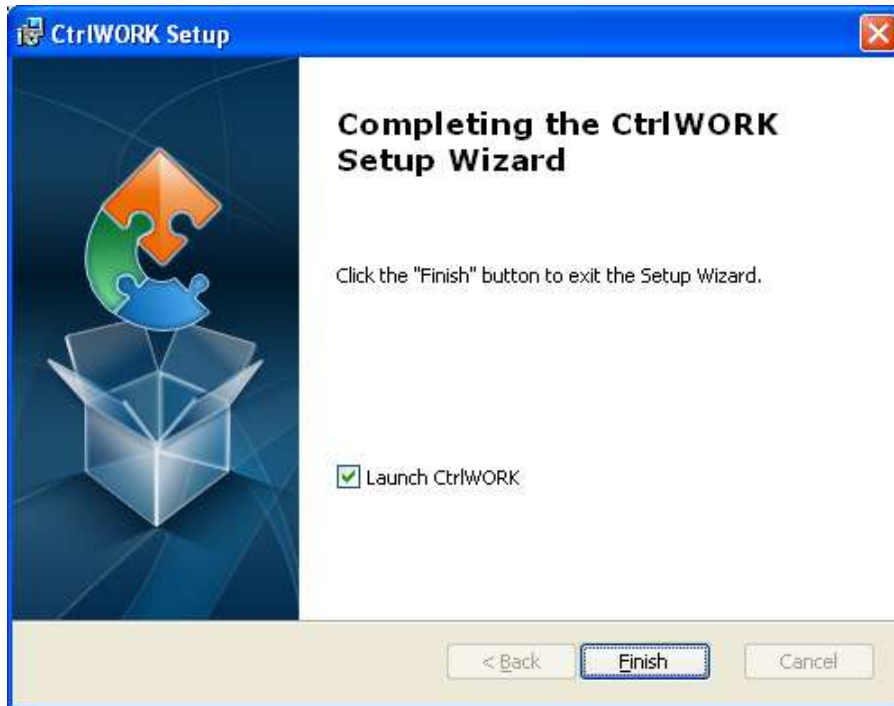 CtrlWORK Setup
Completing the CtrlWORK
Setup Wizard
Click the "Finish" button to exit the Setup Wizard.
Launch CtrlWORK
< Back
Finish
Cancel